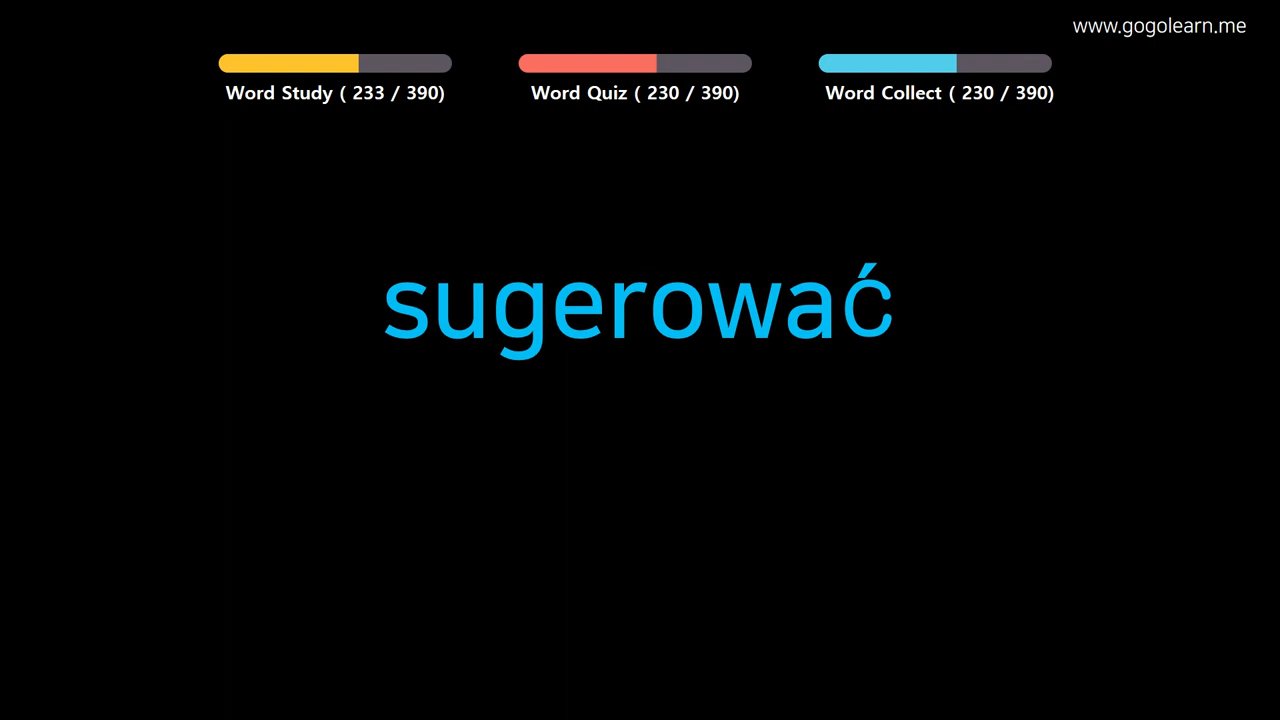 www.gogolearn.me
Word Study ( 233 / 390)
Word Quiz ( 230 / 390)
Word Collect ( 230 / 390)
sugerować